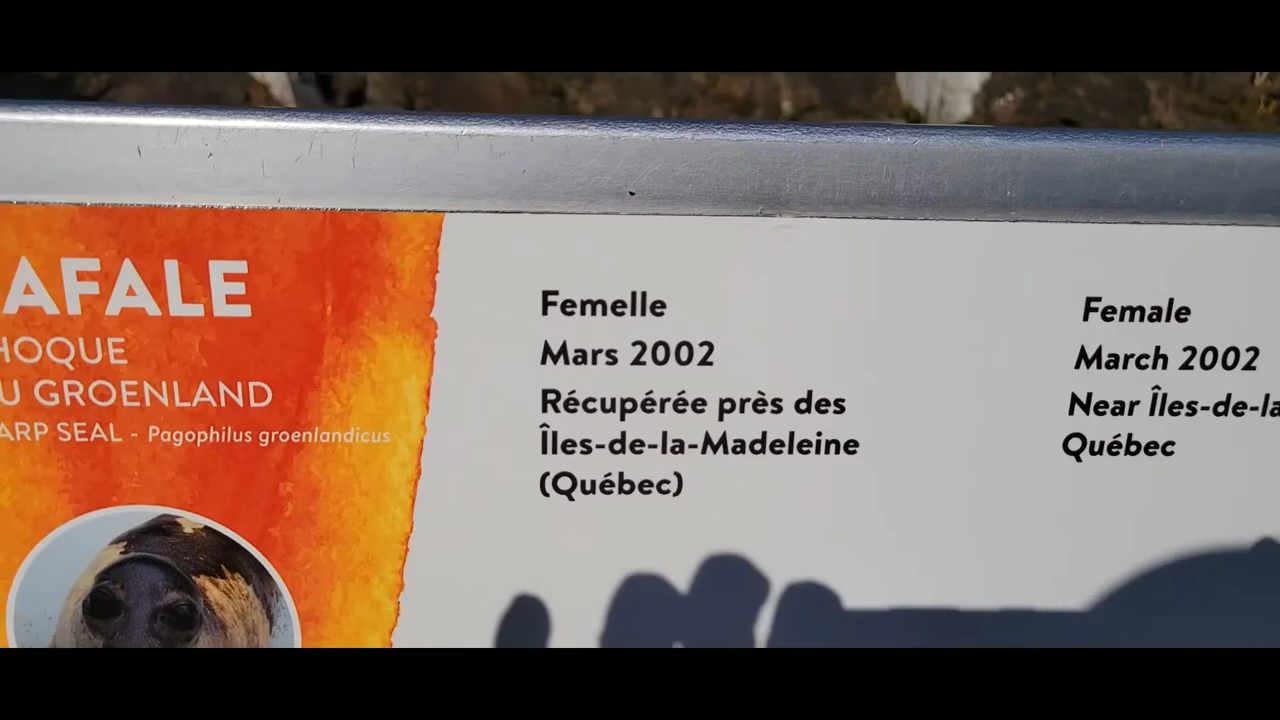 AFALE
HOQUE
U GROENLAND
ARP SEAL - Pagophilus groenlandicus
Femelle
Mars 2002
Récupérée près des
Îles-de-la-Madeleine
(Québec)
Female
March 2002
Near Îles-de-la
Québec